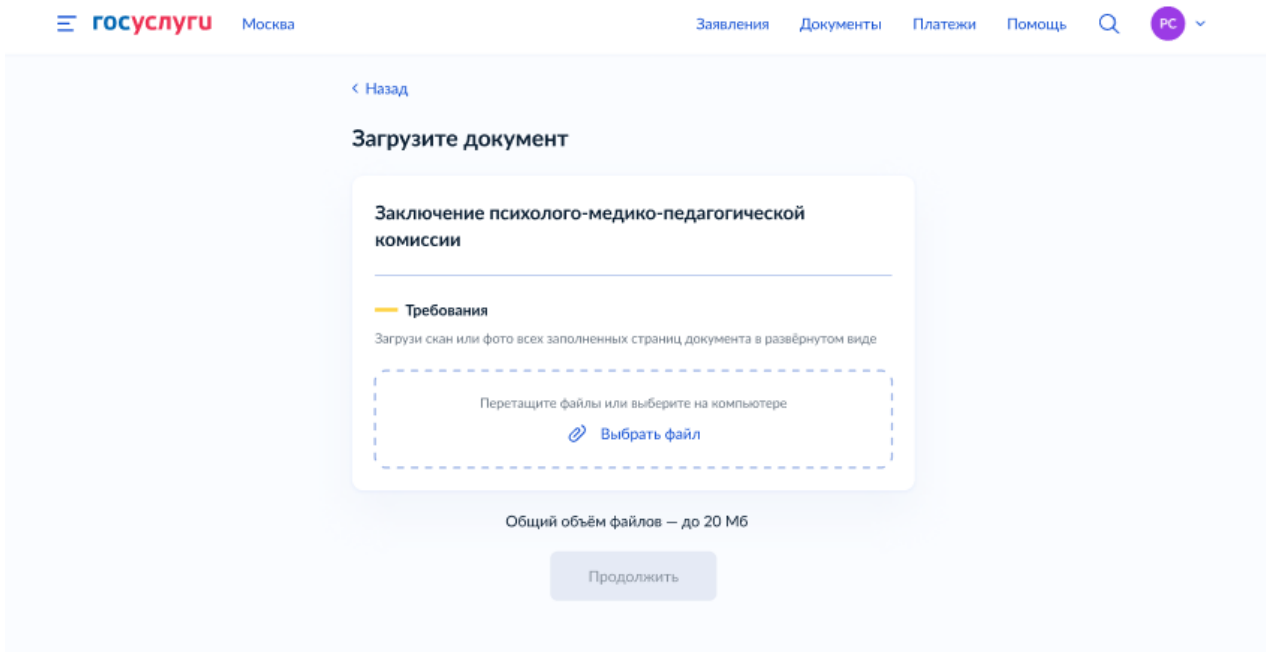 госуслуги Москва Заявления Документы Платежи Помощь РС
Назад
Загрузите документ
Заключение психолого-медико-педагогической
комиссии
Требования
Загрузи скан или фото всех заполненных страниц документа в развёрнутом виде
Перетащите файлы или выберите на компьютере
Выбрать файл
Общий объём файлов — до 20 Мб
Продолжить